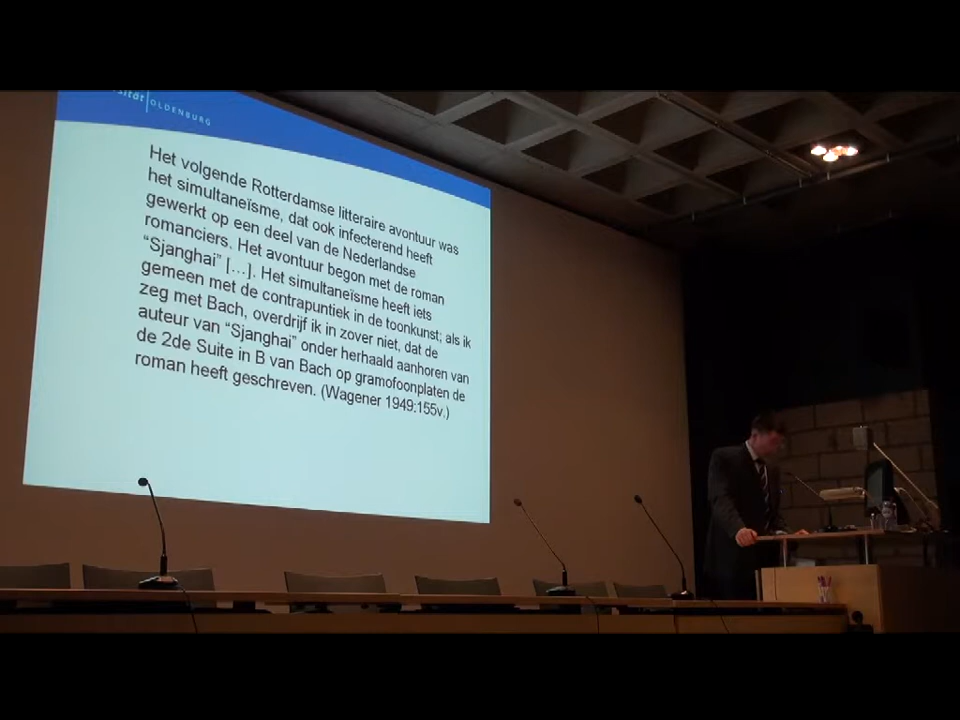 OLDENBURG
Het volgende Rotterdamse litteraire avontuur was
het simultaneïsme, dat ook infecterend heeft
gewerkt op een deel van de Nederlandse
romanciers. Het avontuur begon met de roman
“Sjanghai” […]. Het simultaneïsme heeft iets
gemeen met de contrapuntiek in de toonkunst; als ik
zeg met Bach, overdrijf ik in zover niet, dat de
auteur van “Sjanghai” onder herhaald aanhoren van
de 2de Suite in B van Bach op gramofoonplaten de
roman heeft geschreven. (Wagener 1949:155v.)